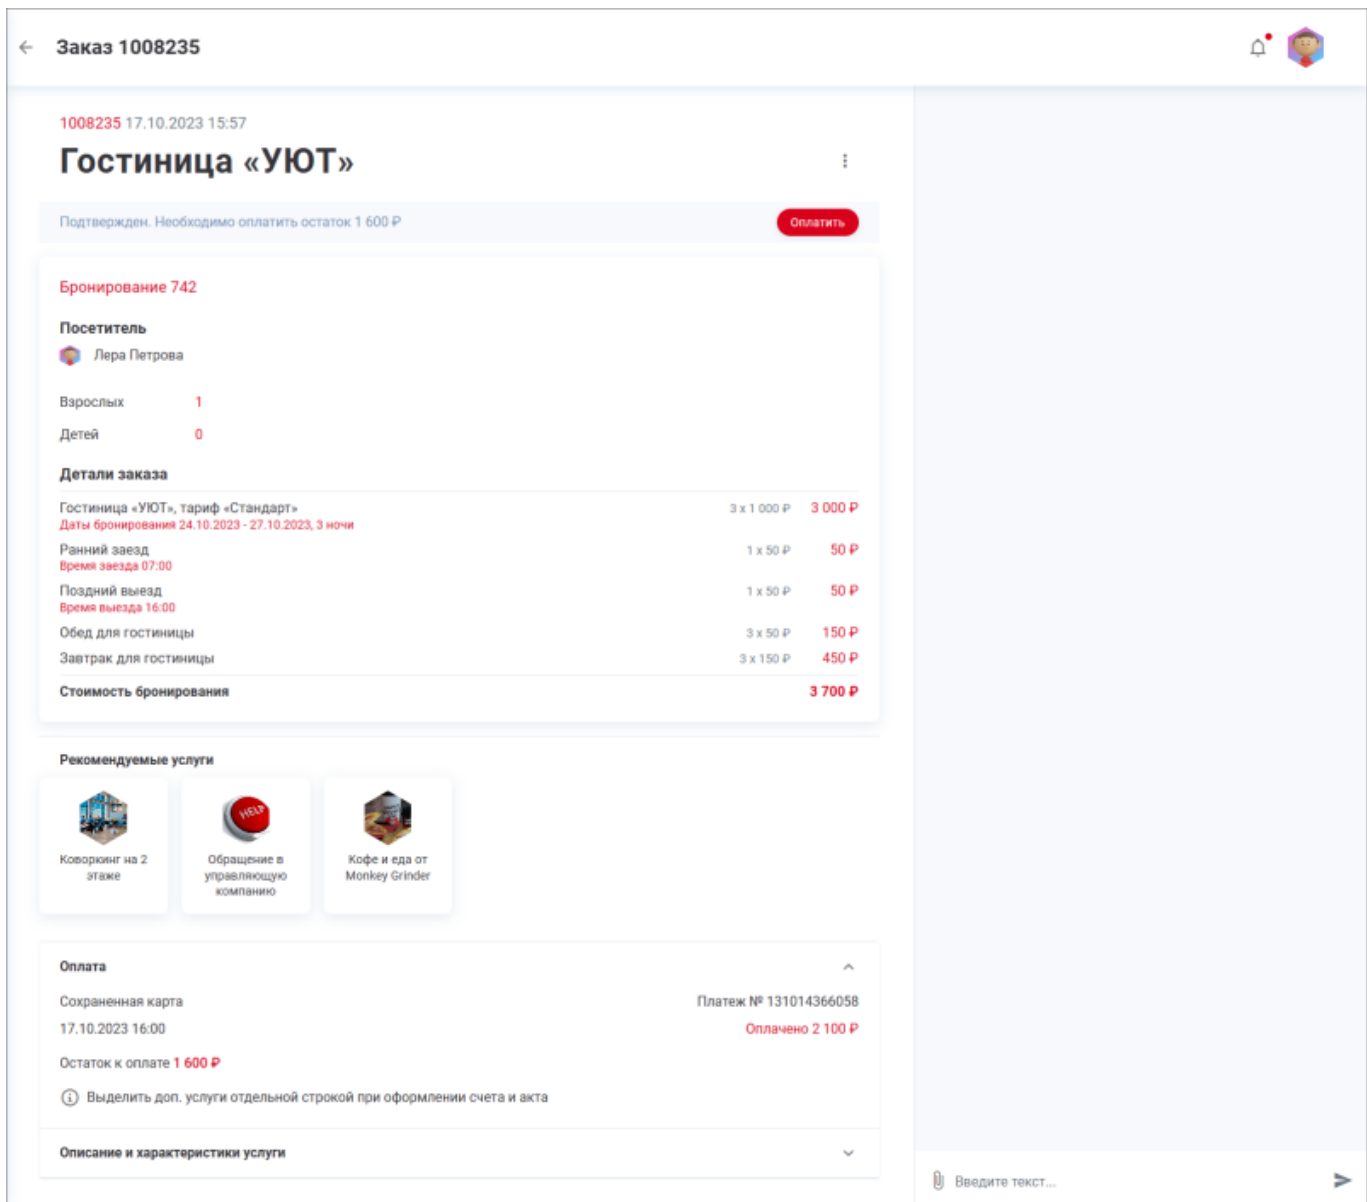 Заказ 1008235
1008235 17.10.2023 15:57
Гостиница «УЮТ»
Подтвержден. Необходимо оплатить остаток 1 600 ₽ Оплатить
Бронирование 742
Посетитель
Лера Петрова
Взрослых 1
Детей 0
Детали заказа
Гостиница «УЮТ», тариф «Стандарт» 3 x 1 000 ₽ 3 000 ₽
Даты бронирования 24.10.2023 - 27.10.2023, 3 ночи
Ранний заезд 1 x 50 ₽ 50 ₽
Время заезда 07:00
Поздний выезд 1 x 50 ₽ 50 ₽
Время выезда 16:00
Обед для гостиницы 3 x 50 ₽ 150 ₽
Завтрак для гостиницы 3 x 150 ₽ 450 ₽
Стоимость бронирования 3 700 ₽
Рекомендуемые услуги
HELP
Коворкинг на 2
этаже
Обращение в
управляющую
компанию
Кофе и еда от
Monkey Grinder
Оплата
Сохраненная карта Платеж № 131014366058
17.10.2023 16:00 Оплачено 2 100 ₽
Остаток к оплате 1 600 ₽
Выделить доп. услуги отдельной строкой при оформлении счета и акта
Описание и характеристики услуги
Введите текст...